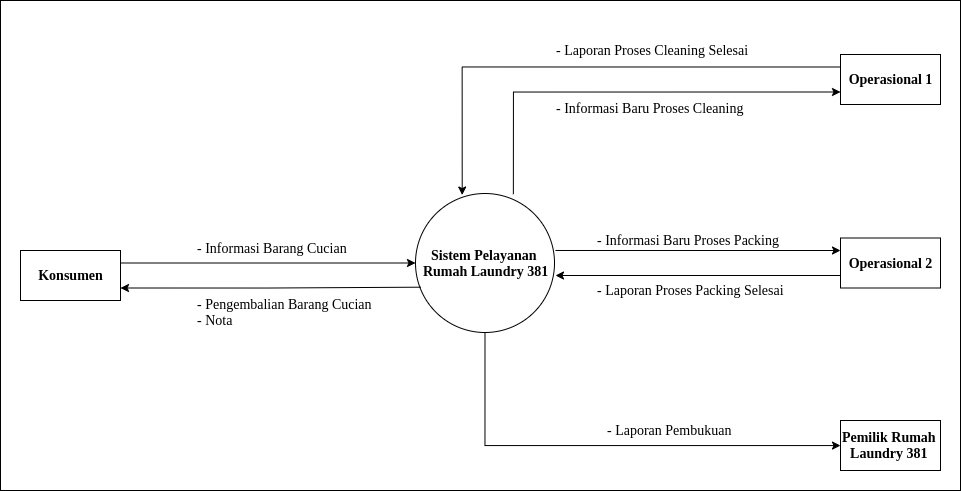 - Laporan Proses Cleaning Selesai
Operasional 1
- Informasi Baru Proses Cleaning
- Informasi Barang Cucian
Konsumen
- Pengembalian Barang Cucian
- Nota
Sistem Pelayanan
Rumah Laundry 381
- Informasi Baru Proses Packing
Operasional 2
- Laporan Proses Packing Selesai
- Laporan Pembukuan
Pemilik Rumah
Laundry 381